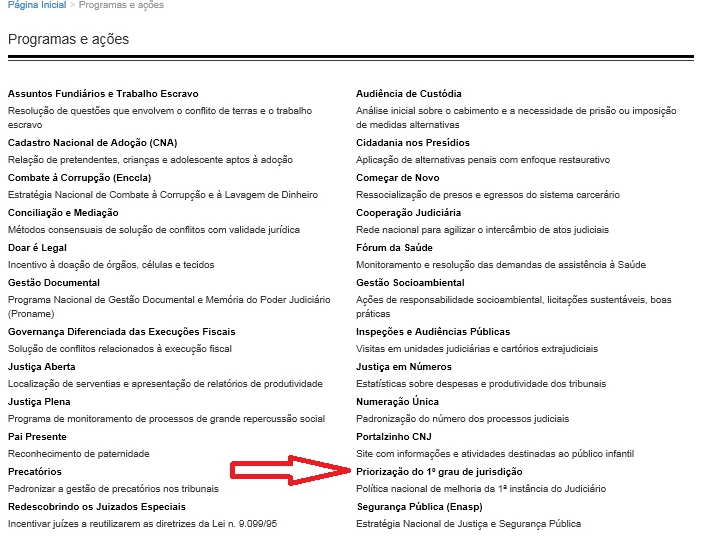 Página Inicial > Programas e ações
Programas e ações
Assuntos Fundiários e Trabalho Escravo
Resolução de questões que envolvem o conflito de terras e o trabalho
escravo
Cadastro Nacional de Adoção (CNA)
Relação de pretendentes, crianças e adolescente aptos à adoção
Combate à Corrupção (Enccla)
Estratégia Nacional de Combate à Corrupção e à Lavagem de Dinheiro
Conciliação e Mediação
Métodos consensuais de solução de conflitos com validade jurídica
Doar é Legal
Incentivo à doação de órgãos, células e tecidos
Gestão Documental
Programa Nacional de Gestão Documental e Memória do Poder Judiciário
(Proname)
Governança Diferenciada das Execuções Fiscais
Solução de conflitos relacionados à execução fiscal
Justiça Aberta
Localização de serventias e apresentação de relatórios de produtividade
Justiça Plena
Programa de monitoramento de processos de grande repercussão social
Pai Presente
Reconhecimento de paternidade
Precatórios
Padronizar a gestão de precatórios nos tribunais
Redescobrindo os Juizados Especiais
Incentivar juízes a reutilizarem as diretrizes da Lei n. 9.099/95
Audiência de Custódia
Análise inicial sobre o cabimento e a necessidade de prisão ou imposição
de medidas alternativas
Cidadania nos Presídios
Aplicação de alternativas penais com enfoque restaurativo
Começar de Novo
Ressocialização de presos e egressos do sistema carcerário
Cooperação Judiciária
Rede nacional para agilizar o intercâmbio de atos judiciais
Fórum da Saúde
Monitoramento e resolução das demandas de assistência à Saúde
Gestão Socioambiental
Ações de responsabilidade socioambiental, licitações sustentáveis, boas
práticas
Inspeções e Audiências Públicas
Visitas em unidades judiciárias e cartórios extrajudiciais
Justiça em Números
Estatísticas sobre despesas e produtividade dos tribunais
Numeração Única
Padronização do número dos processos judiciais
Portalzinho CNJ
Site com informações e atividades destinadas ao público infantil
Priorização do 1º grau de jurisdição
Política nacional de melhoria da 1ª instância do Judiciário
Segurança Pública (Enasp)
Estratégia Nacional de Justiça e Segurança Pública